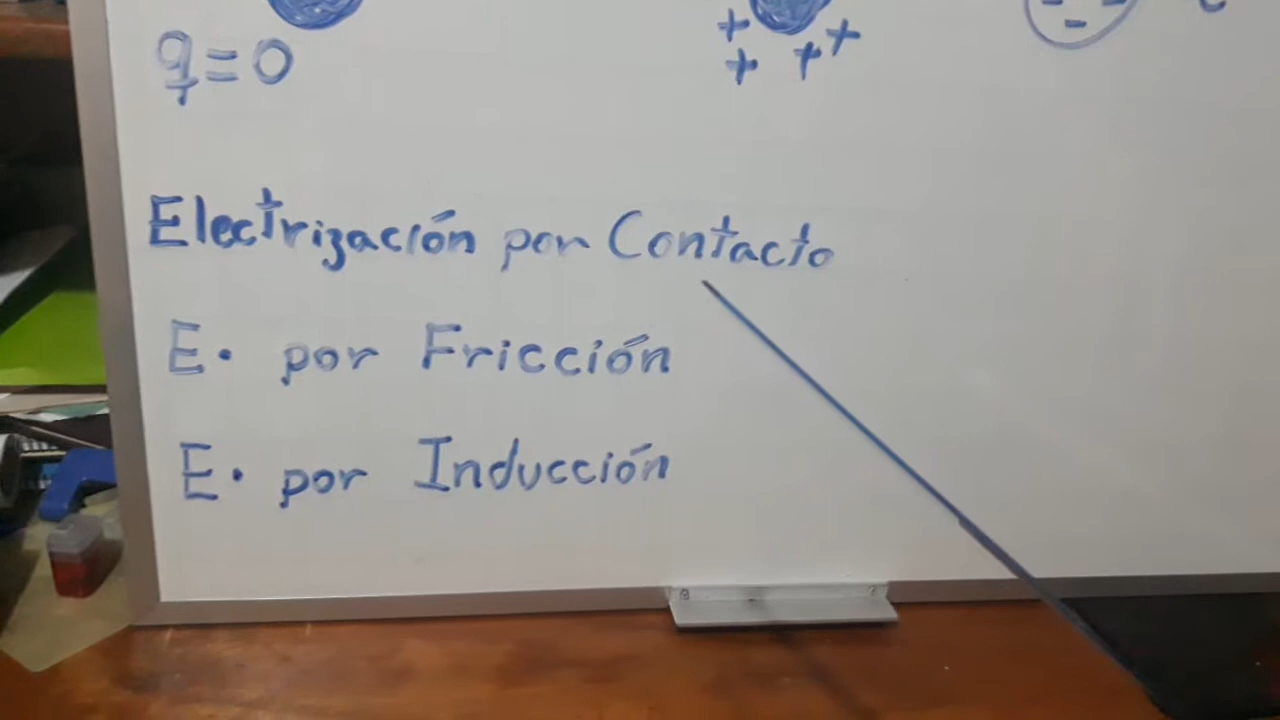 q = 0
+ + + +
Electrización por Contacto
E. por Fricción
E. por Inducción